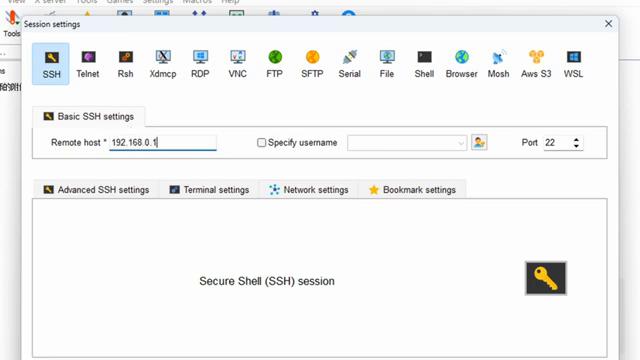 View X server Tools Games Settings Macros Help
Session settings
Tools
SSH Telnet Rsh Xdmcp RDP VNC FTP SFTP Serial File Shell Browser Mosh Aws S3 WSL
Basic SSH settings
Remote host * 192.168.0.1 Specify username Port 22
Advanced SSH settings Terminal settings Network settings Bookmark settings
Secure Shell (SSH) session